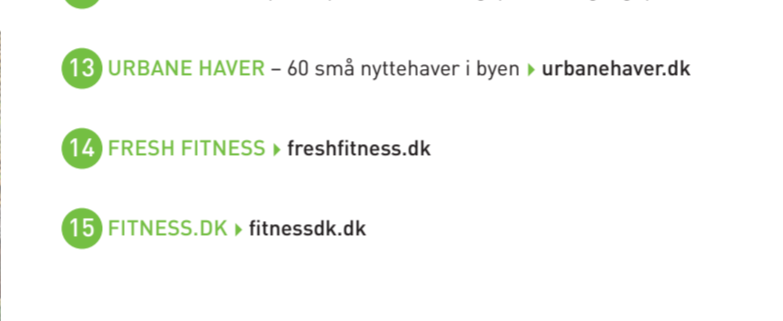 13 URBANE HAVER – 60 små nyttehaver i byen urbanehaver.dk
14 FRESH FITNESS freshfitness.dk
15 FITNESS.DK fitnessdk.dk